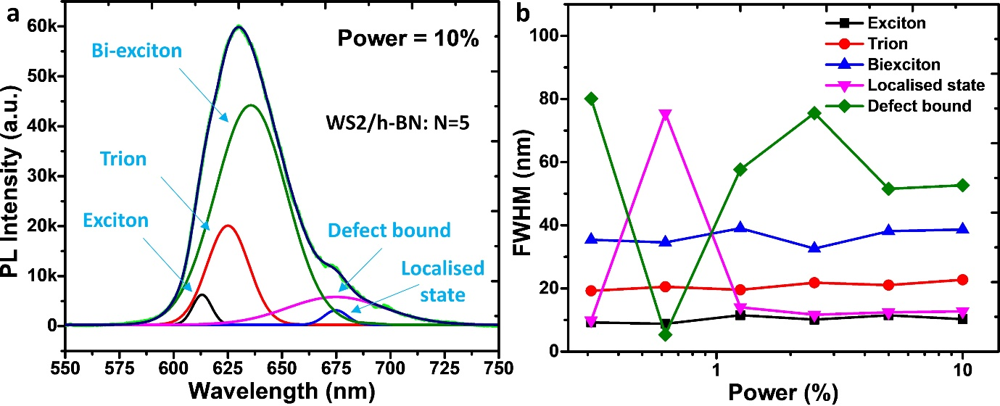 a
60k
50k
40k
30k
20k
10k
0
PL Intensity (a.u.)
Power = 10%
WS2/h-BN: N=5
Bi-exciton
Trion
Exciton
Defect bound
Localised
state
550 575 600 625 650 675 700 725 750
Wavelength (nm)
b
100
80
60
40
20
0
FWHM (nm)
Exciton
Trion
Biexciton
Localised state
Defect bound
1 10
Power (%)